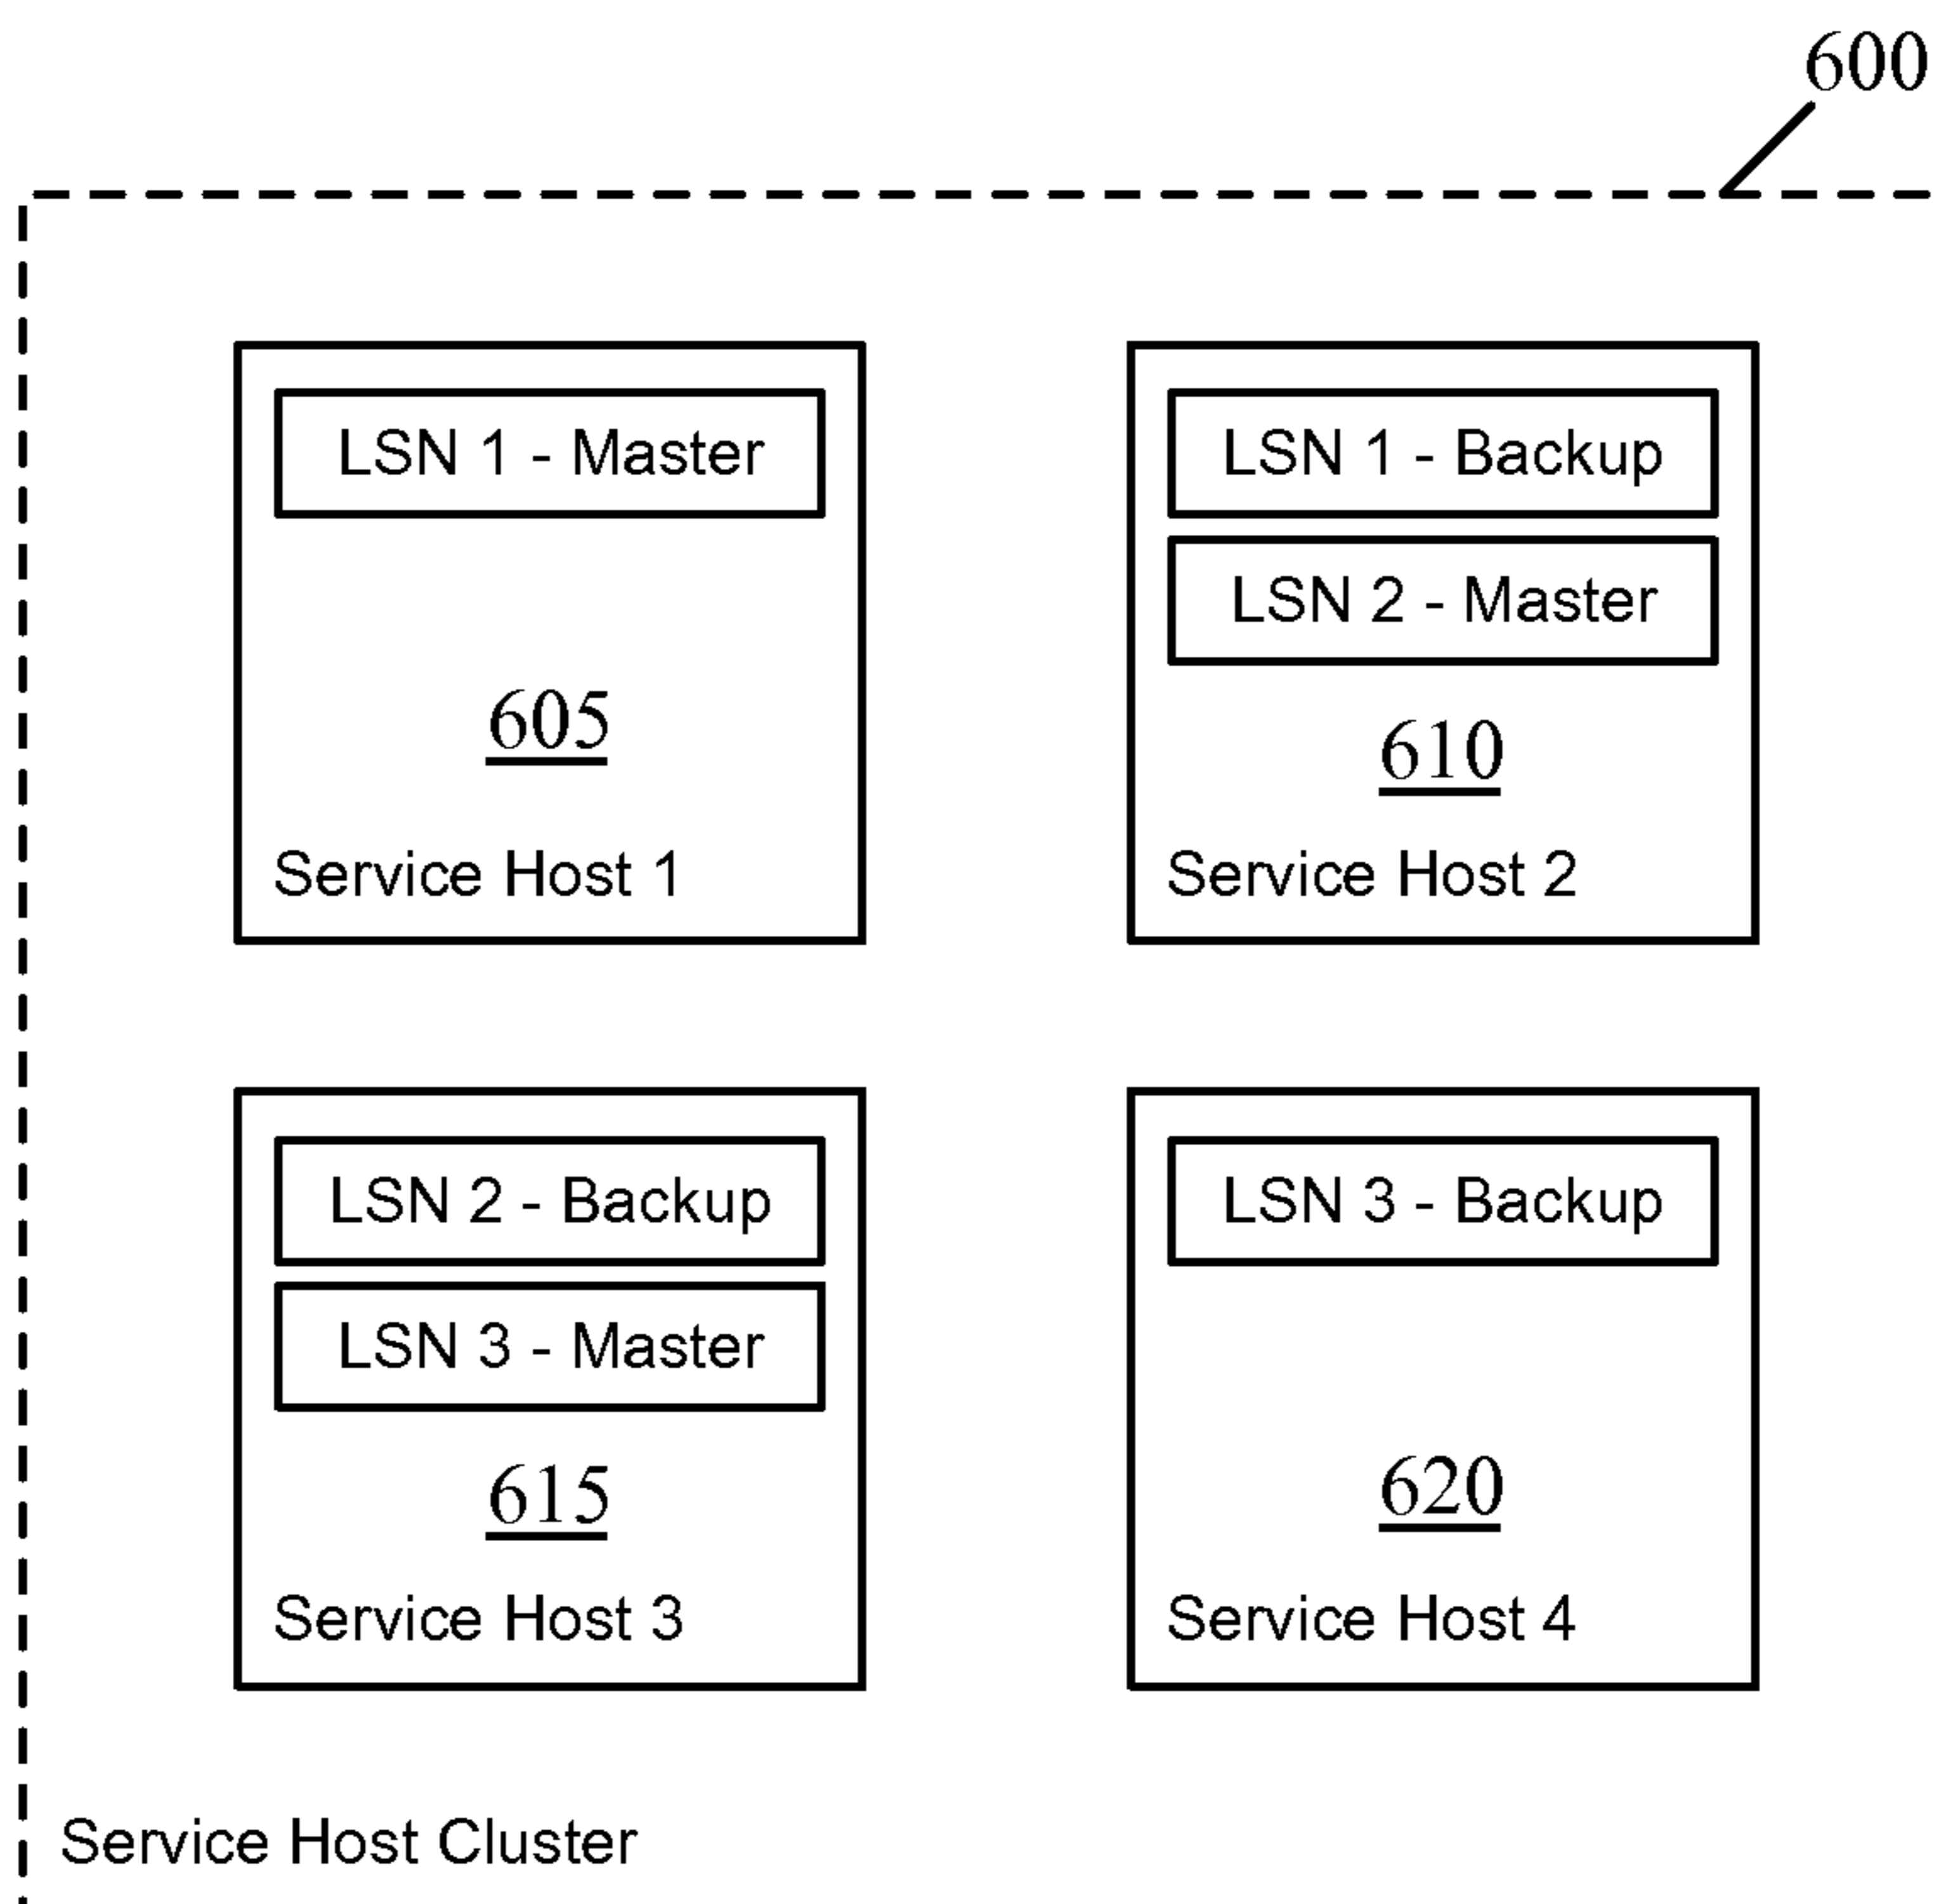 600
LSN 1 - Master
605
Service Host 1
LSN 1 - Backup
LSN 2 - Master
610
Service Host 2
LSN 2 - Backup
LSN 3 - Master
615
Service Host 3
LSN 3 - Backup
620
Service Host 4
Service Host Cluster